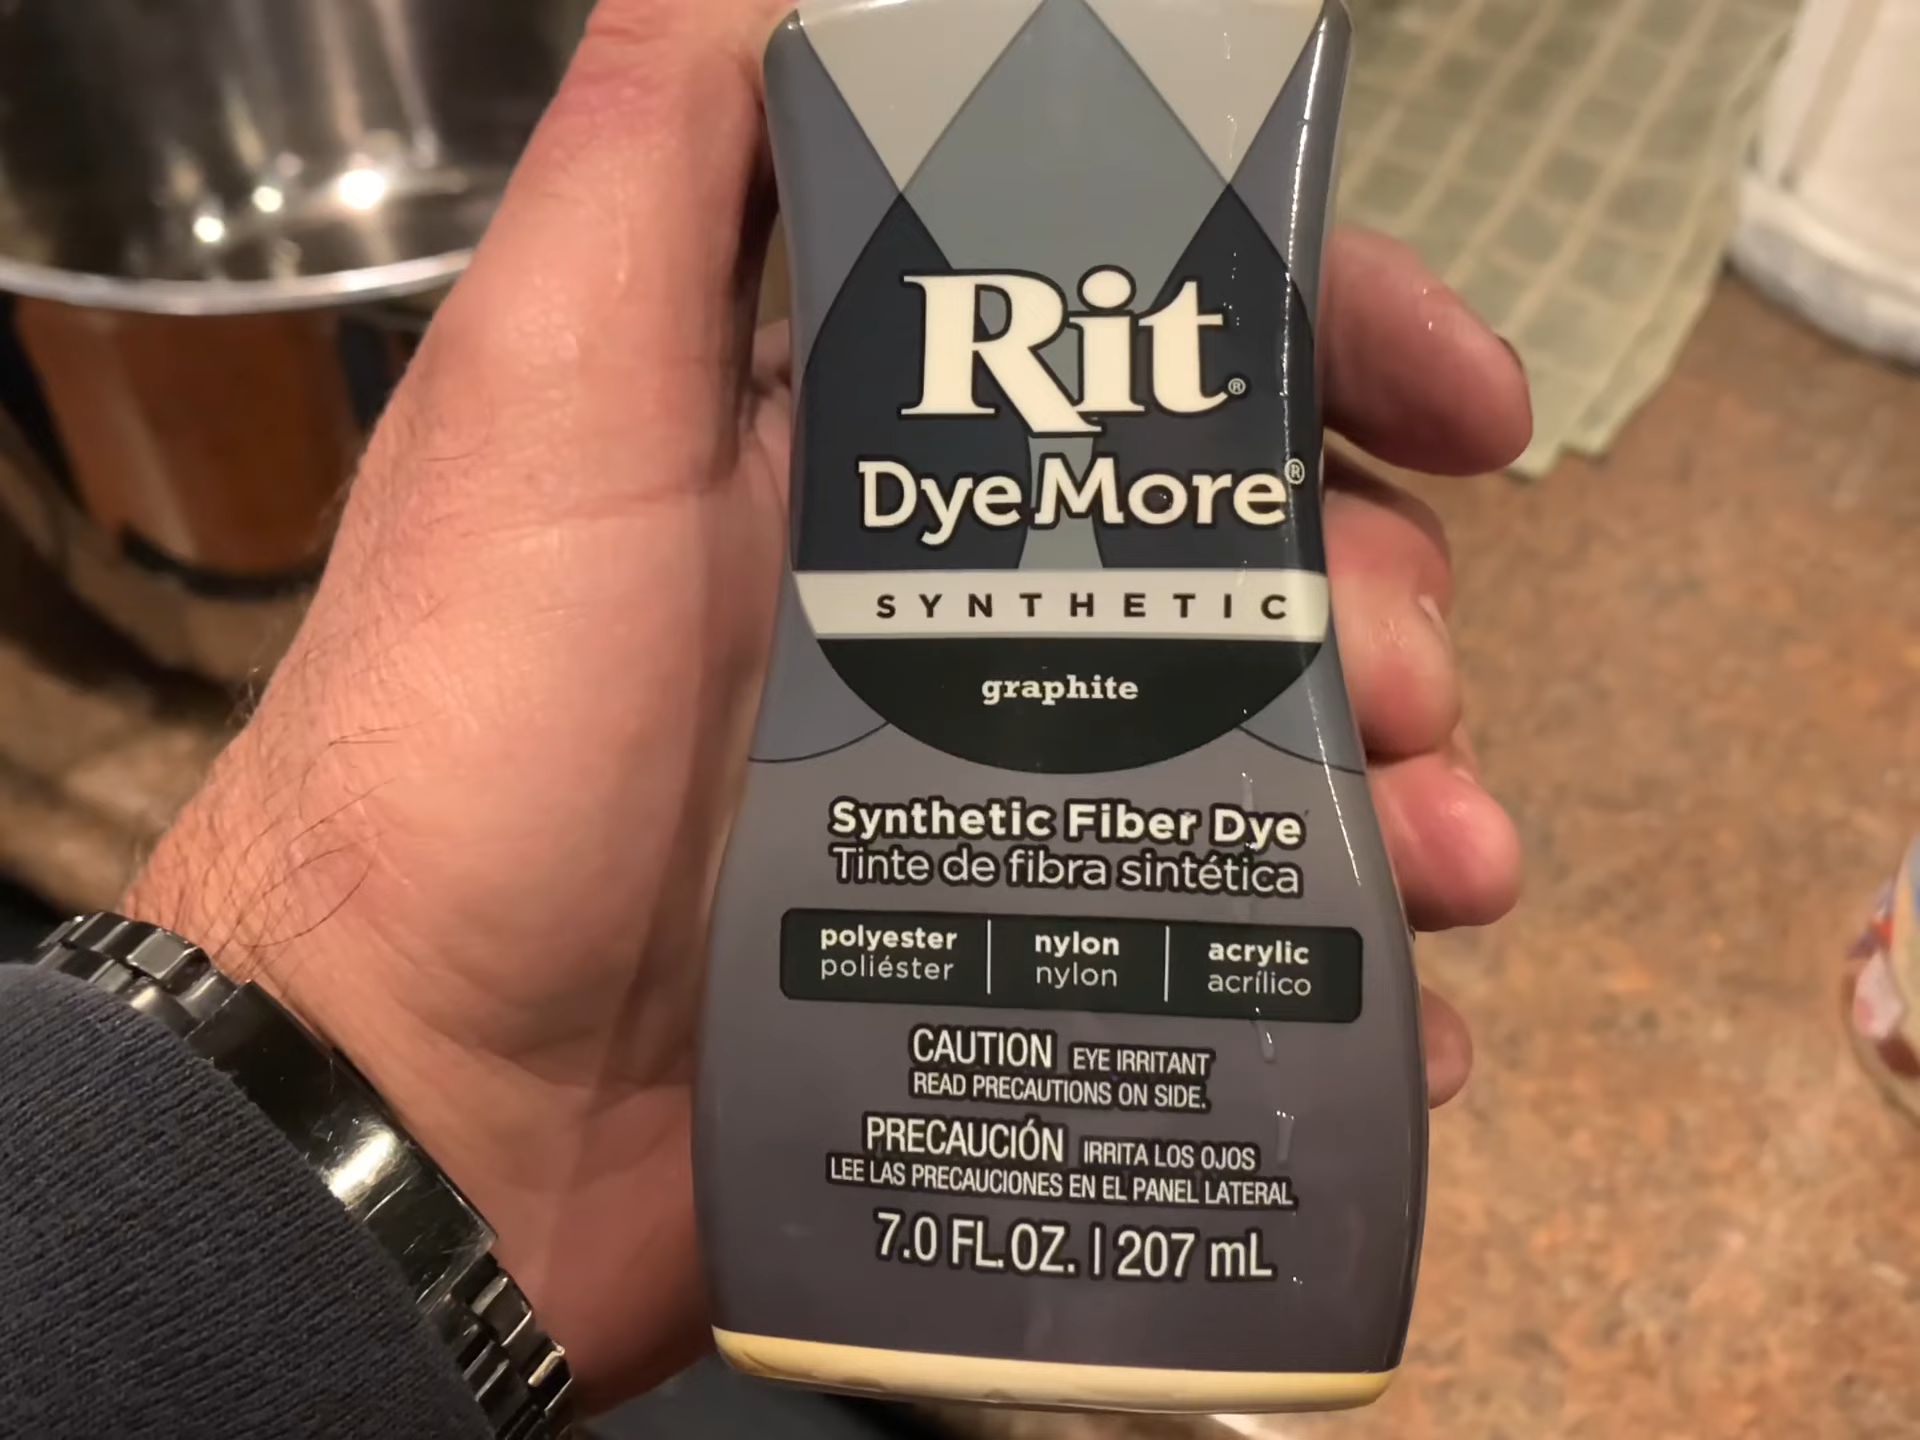 Rit®
DyeMore®
SYNTHETIC
graphite
Synthetic Fiber Dye
Tinte de fibra sintética
polyester nylon acrylic
poliéster nylon acrílico
CAUTION EYE IRRITANT
READ PRECAUTIONS ON SIDE.
PRECAUCIÓN IRRITA LOS OJOS
LEE LAS PRECAUCIONES EN EL PANEL LATERAL
7.0 FL. OZ. | 207 mL